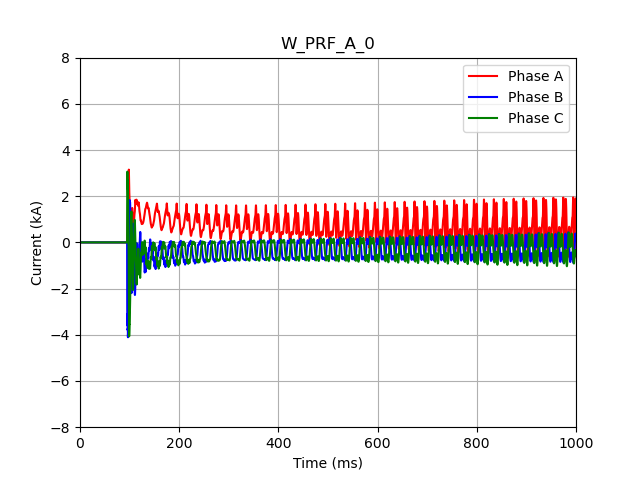 W_PRF_A_0
8
6
4
2
0
−2
−4
−6
−8
Current (kA)
Phase A
Phase B
Phase C
0
200
400
600
800
1000
Time (ms)